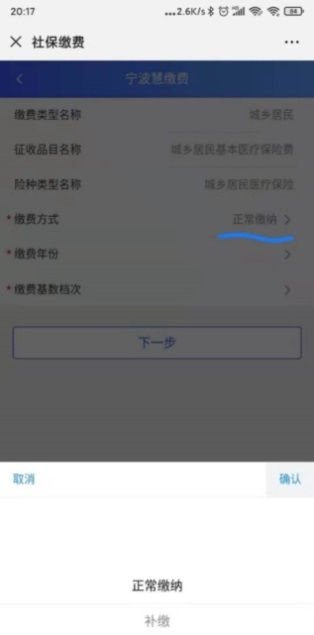 20:17
...2.6K/s
84
社保缴费
宁波慧缴费
缴费类型名称 城乡居民
征收品目名称 城乡居民基本医疗保险费
险种类型名称 城乡居民医疗保险
* 缴费方式 正常缴纳
* 缴费年份
* 缴费基数档次
下一步
取消 确认
正常缴纳
补缴